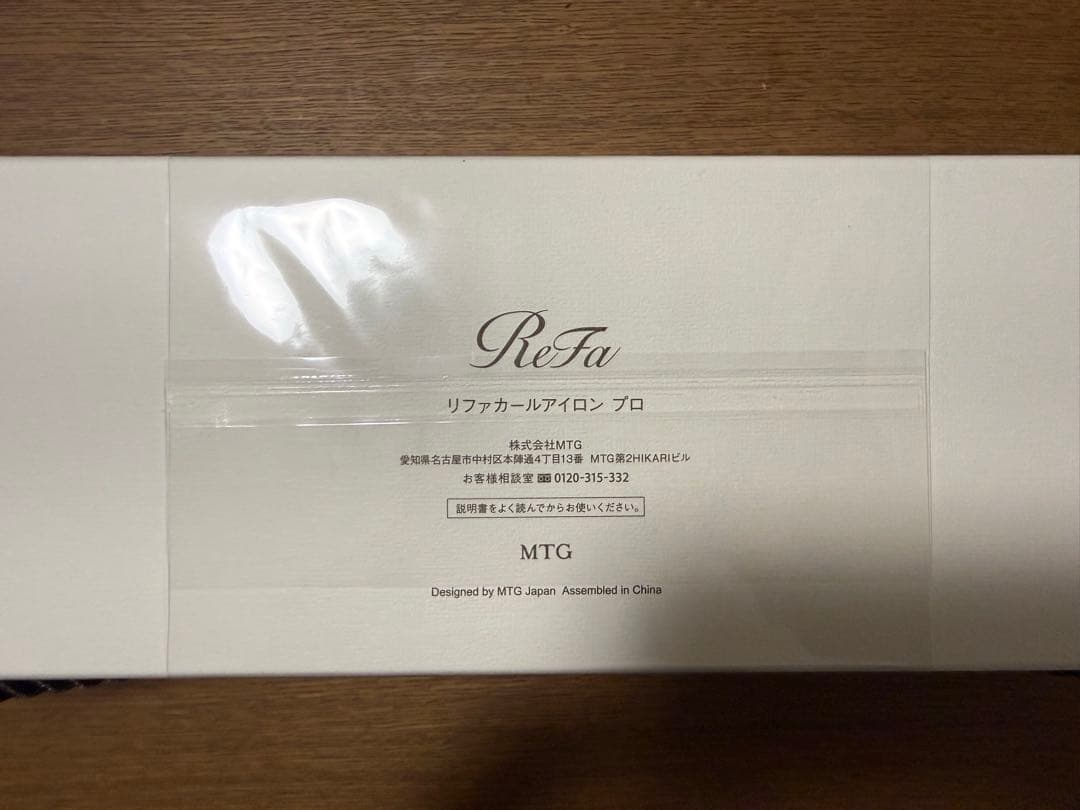 ReFa
リファカールアイロン プロ
株式会社MTG
愛知県名古屋市中村区本陣通4丁目13番 MTG第2HIKARIビル
お客様相談室 0120-315-332
説明書をよく読んでからお使いください。
MTG
Designed by MTG Japan Assembled in China